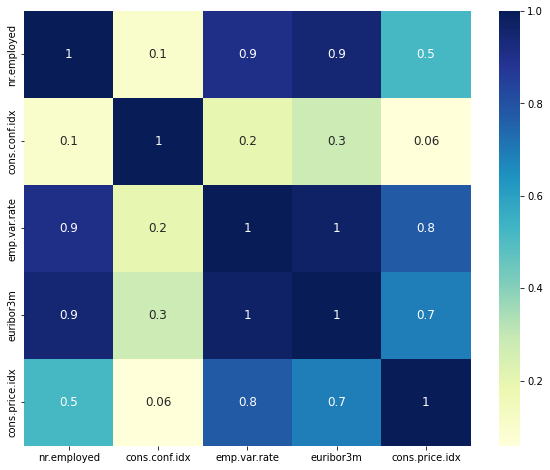 nr.employed 1 0.1 0.9 0.9 0.5
cons.conf.idx 0.1 1 0.2 0.3 0.06
emp.var.rate 0.9 0.2 1 1 0.8
euribor3m 0.9 0.3 1 1 0.7
cons.price.idx 0.5 0.06 0.8 0.7 1
nr.employed cons.conf.idx emp.var.rate euribor3m cons.price.idx
1.0
0.8
0.6
0.4
0.2